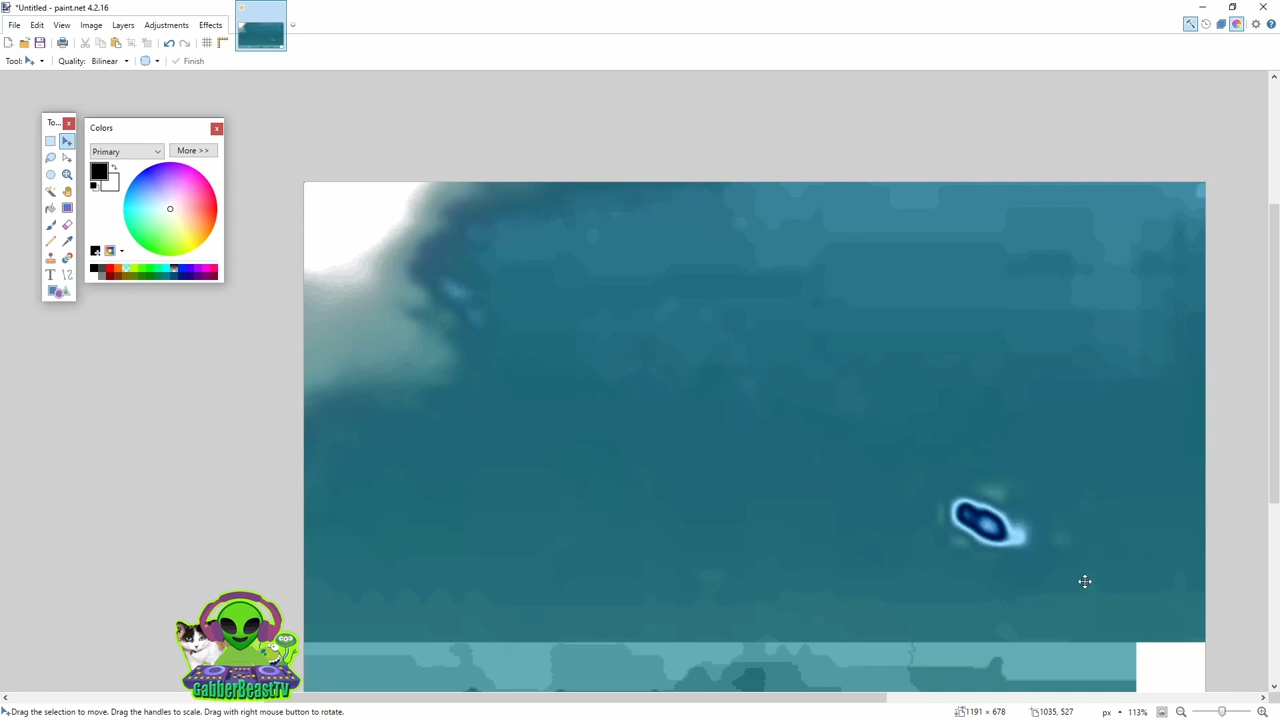 *Untitled - paint.net 4.2.16
File Edit View Image Layers Adjustments Effects
Tool: Quality: Bilinear Finish
To...
Colors
Primary More >>
T
GabberBeastTV
Drag the selection to move. Drag the handles to scale. Drag with right mouse button to rotate. 1191 × 678 1035, 527 px 113%